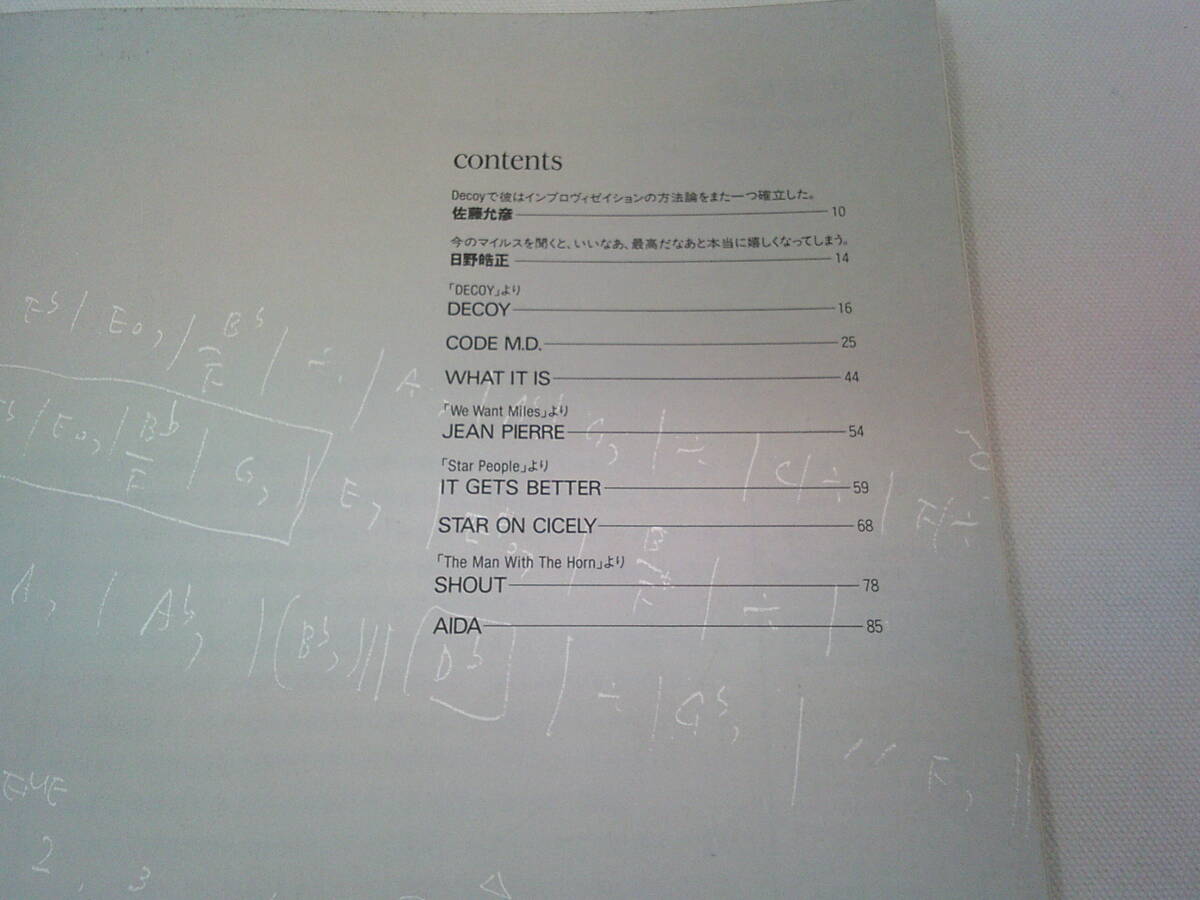 contents
Decoyで彼はインプロヴィゼイションの方法論をまた一つ確立した。
佐藤允彦 10
今のマイルスを聞くと、いいなあ、最高だなあと本当に嬉しくなってしまう。
日野皓正 14
「DECOY」より
DECOY 16
CODE M.D. 25
WHAT IT IS 44
「We Want Miles」より
JEAN PIERRE 54
「Star People」より
IT GETS BETTER 59
STAR ON CICELY 68
「The Man With The Horn」より
SHOUT 78
AIDA 85